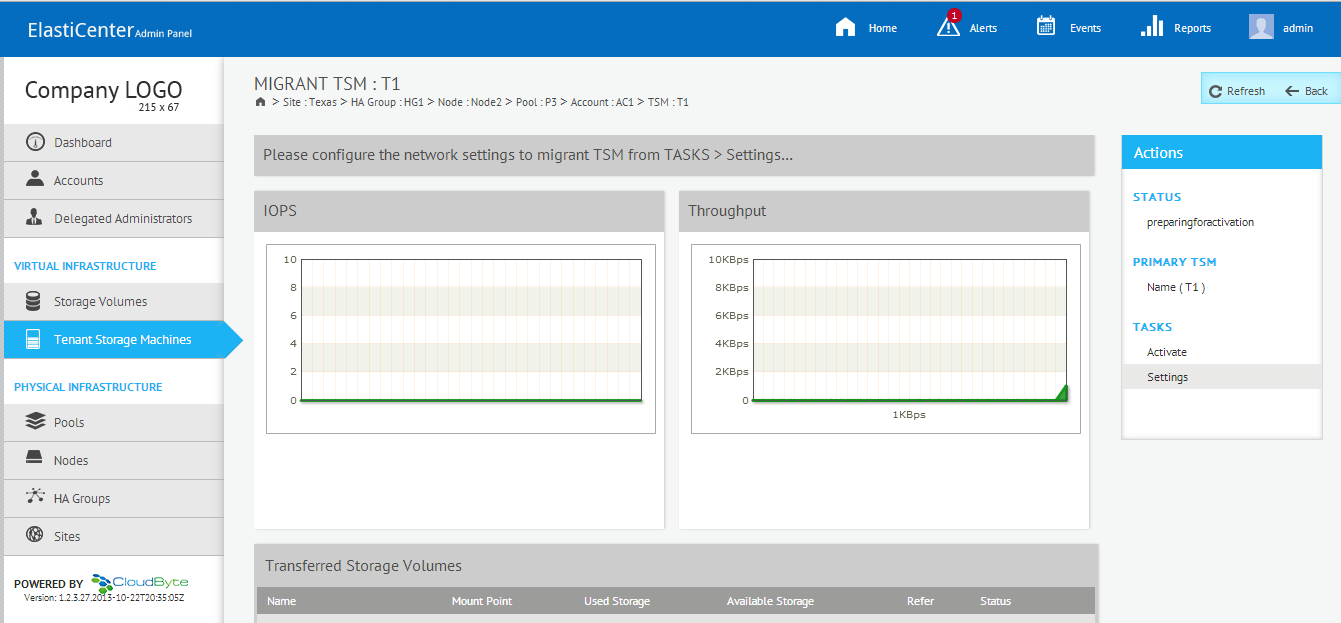 ElastiCenter Admin Panel
Home
1
Alerts
Events
Reports
admin
Company LOGO
215 x 67
Dashboard
Accounts
Delegated Administrators
VIRTUAL INFRASTRUCTURE
Storage Volumes
Tenant Storage Machines
PHYSICAL INFRASTRUCTURE
Pools
Nodes
HA Groups
Sites
POWERED BY CloudByte
Version: 1.2.3.27.2013-10-22T20:35:05Z
MIGRANT TSM : T1
> Site : Texas > HA Group : HG1 > Node : Node2 > Pool : P3 > Account : AC1 > TSM : T1
Refresh
Back
Please configure the network settings to migrant TSM from TASKS > Settings...
IOPS
10
8
6
4
2
0
Throughput
10KBps
8KBps
6KBps
4KBps
2KBps
0
1KBps
Transferred Storage Volumes
Name Mount Point Used Storage Available Storage Refer Status
Actions
STATUS
preparingforactivation
PRIMARY TSM
Name ( T1 )
TASKS
Activate
Settings